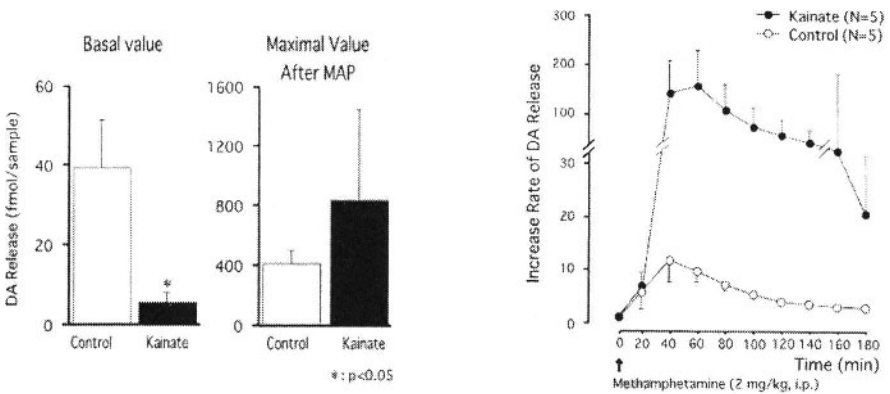 Basal value
Maximal Value
After MAP
DA Release (fmol/sample)
60
40
20
0
*
Control
Kainate
1600
1200
800
400
0
Control
Kainate
*: p<0.05
Increase Rate of DA Release
300
200
100
30
20
10
0
Kainate (N=5)
Control (N=5)
0 20 40 60 80 100 120 140 160 180
Time (min)
Methamphetamine (2 mg/kg, i.p.)